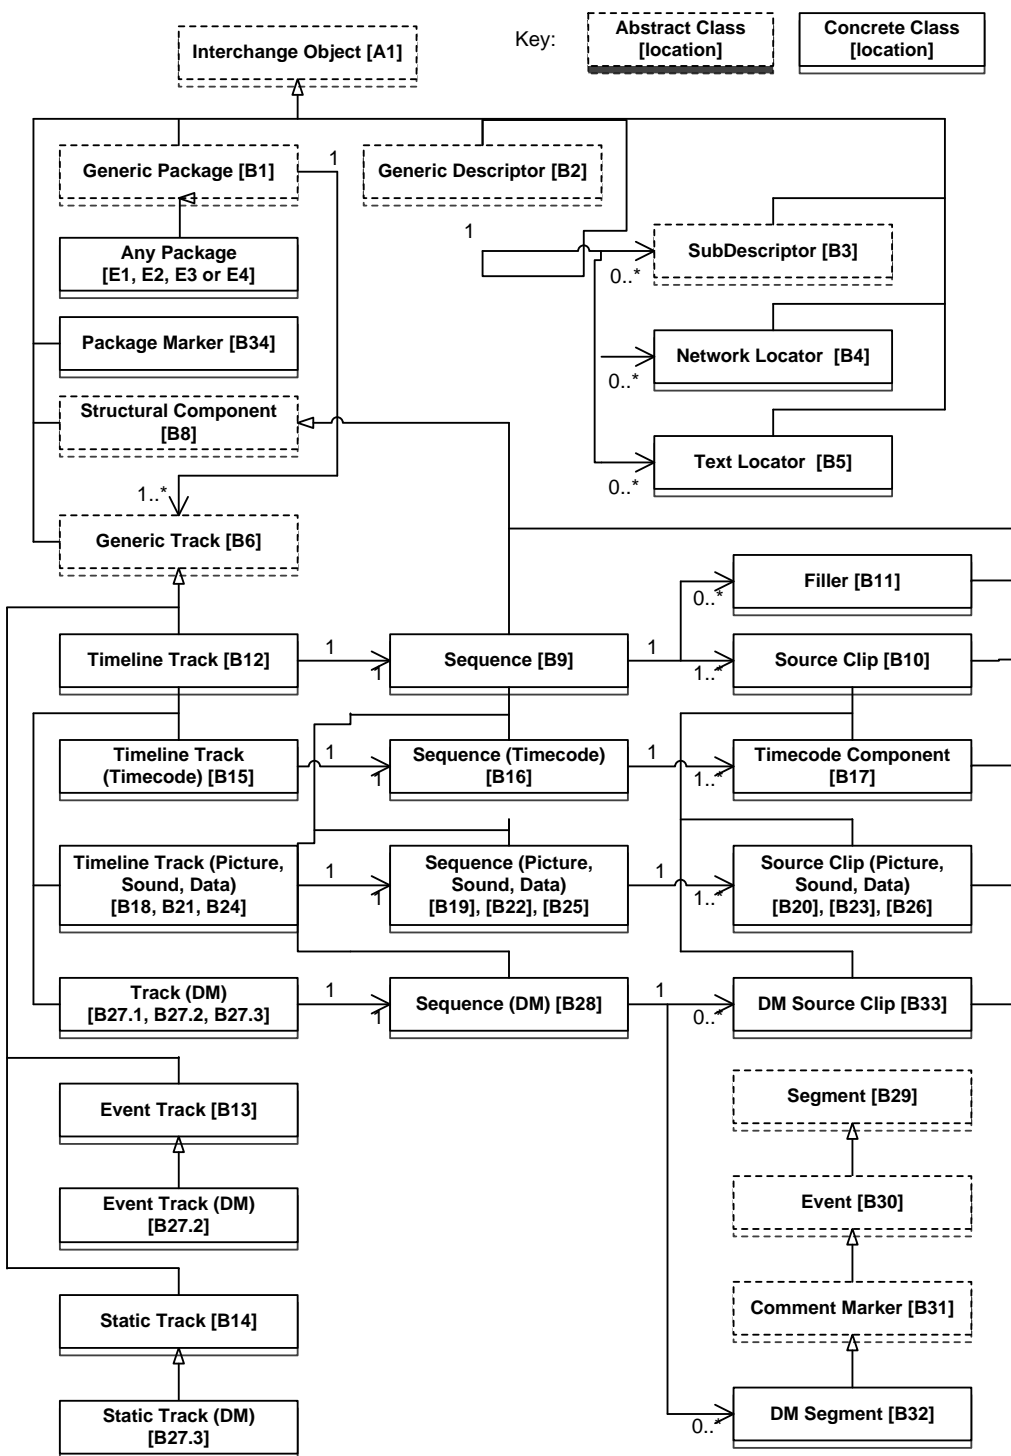 Interchange Object [A1]
Key:
Abstract Class
[location]
Concrete Class
[location]
Generic Package [B1]
1
Generic Descriptor [B2]
Any Package
[E1, E2, E3 or E4]
1
SubDescriptor [B3]
0..*
Package Marker [B34]
Network Locator [B4]
0..*
Structural Component
[B8]
Text Locator [B5]
0..*
1..*
Generic Track [B6]
Filler [B11]
0..*
Timeline Track [B12]
1
1
Sequence [B9]
1
1..*
Source Clip [B10]
Timeline Track
(Timecode) [B15]
1
1
Sequence (Timecode)
[B16]
1
1..*
Timecode Component
[B17]
Timeline Track (Picture,
Sound, Data)
[B18, B21, B24]
1
1
Sequence (Picture,
Sound, Data)
[B19], [B22], [B25]
1
1..*
Source Clip (Picture,
Sound, Data)
[B20], [B23], [B26]
Track (DM)
[B27.1, B27.2, B27.3]
1
1
Sequence (DM) [B28]
1
0..*
DM Source Clip [B33]
Event Track [B13]
Segment [B29]
Event Track (DM)
[B27.2]
Event [B30]
Static Track [B14]
Comment Marker [B31]
Static Track (DM)
[B27.3]
0..*
DM Segment [B32]